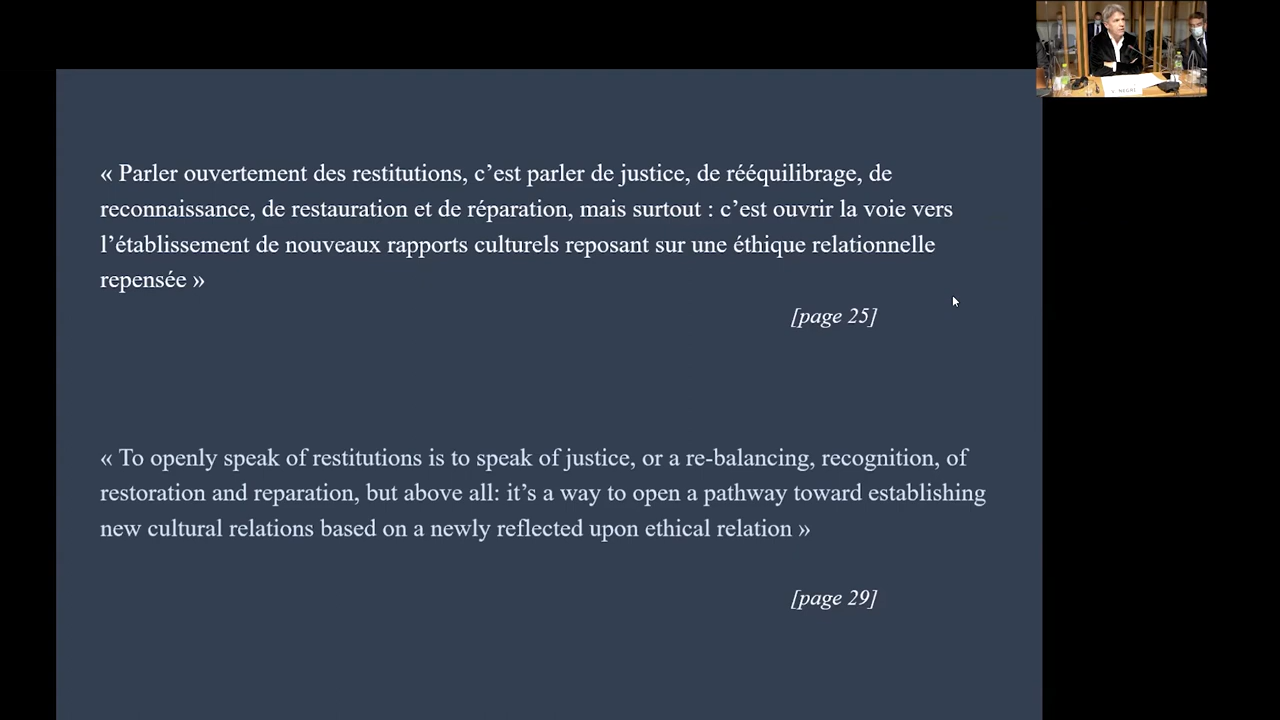 V. NEGRI
« Parler ouvertement des restitutions, c’est parler de justice, de rééquilibrage, de
reconnaissance, de restauration et de réparation, mais surtout : c’est ouvrir la voie vers
l’établissement de nouveaux rapports culturels reposant sur une éthique relationnelle
repensée »
[page 25]
« To openly speak of restitutions is to speak of justice, or a re-balancing, recognition, of
restoration and reparation, but above all: it’s a way to open a pathway toward establishing
new cultural relations based on a newly reflected upon ethical relation »
[page 29]